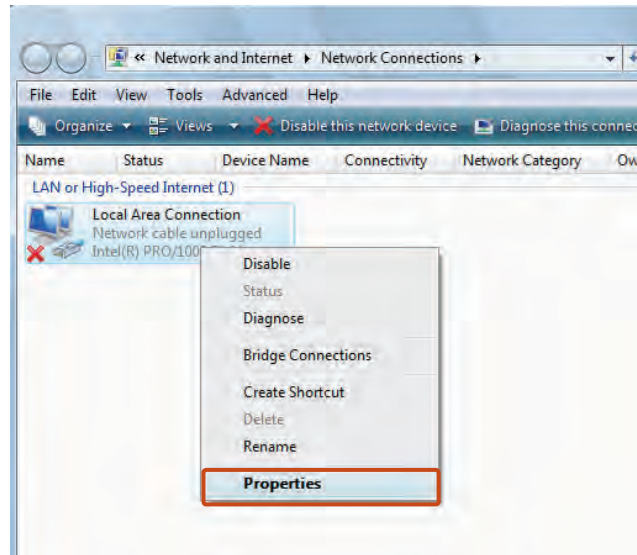 « Network and Internet ▸ Network Connections ▸
File Edit View Tools Advanced Help
Organize Views Disable this network device Diagnose this connec
Name Status Device Name Connectivity Network Category Ow
LAN or High-Speed Internet (1)
Local Area Connection
Network cable unplugged
Intel(R) PRO/100
Disable
Status
Diagnose
Bridge Connections
Create Shortcut
Delete
Rename
Properties